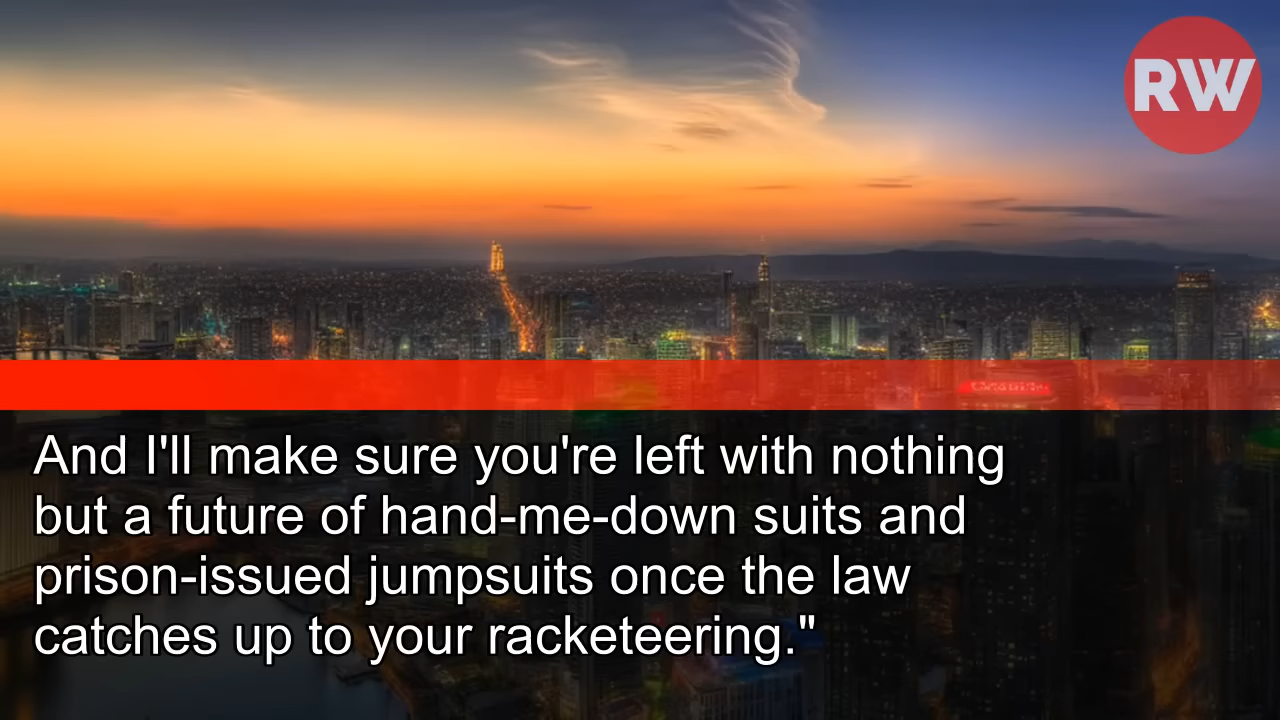 RW
And I'll make sure you're left with nothing
but a future of hand-me-down suits and
prison-issued jumpsuits once the law
catches up to your racketeering."